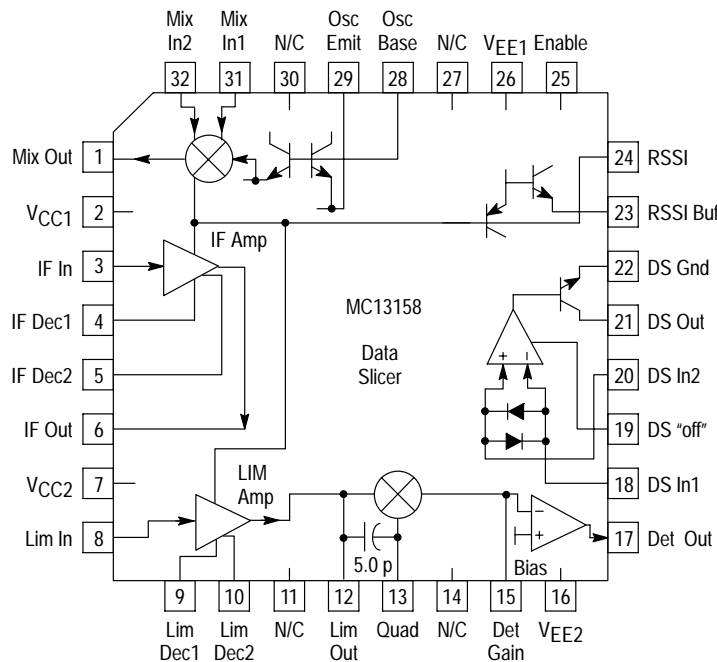 Mix In2
Mix In1
N/C
Osc Emit
Osc Base
N/C
VEE1
Enable
32
31
30
29
28
27
26
25
Mix Out
1
24
RSSI
VCC1
2
23
RSSI Buf
IF Amp
IF In
3
22
DS Gnd
MC13158
IF Dec1
4
21
DS Out
Data Slicer
+
–
IF Dec2
5
20
DS In2
IF Out
6
19
DS “off”
VCC2
7
18
DS In1
LIM Amp
Lim In
8
–
+
17
Det Out
5.0 p
Bias
9
10
11
12
13
14
15
16
Lim Dec1
Lim Dec2
N/C
Lim Out
Quad
N/C
Det Gain
VEE2